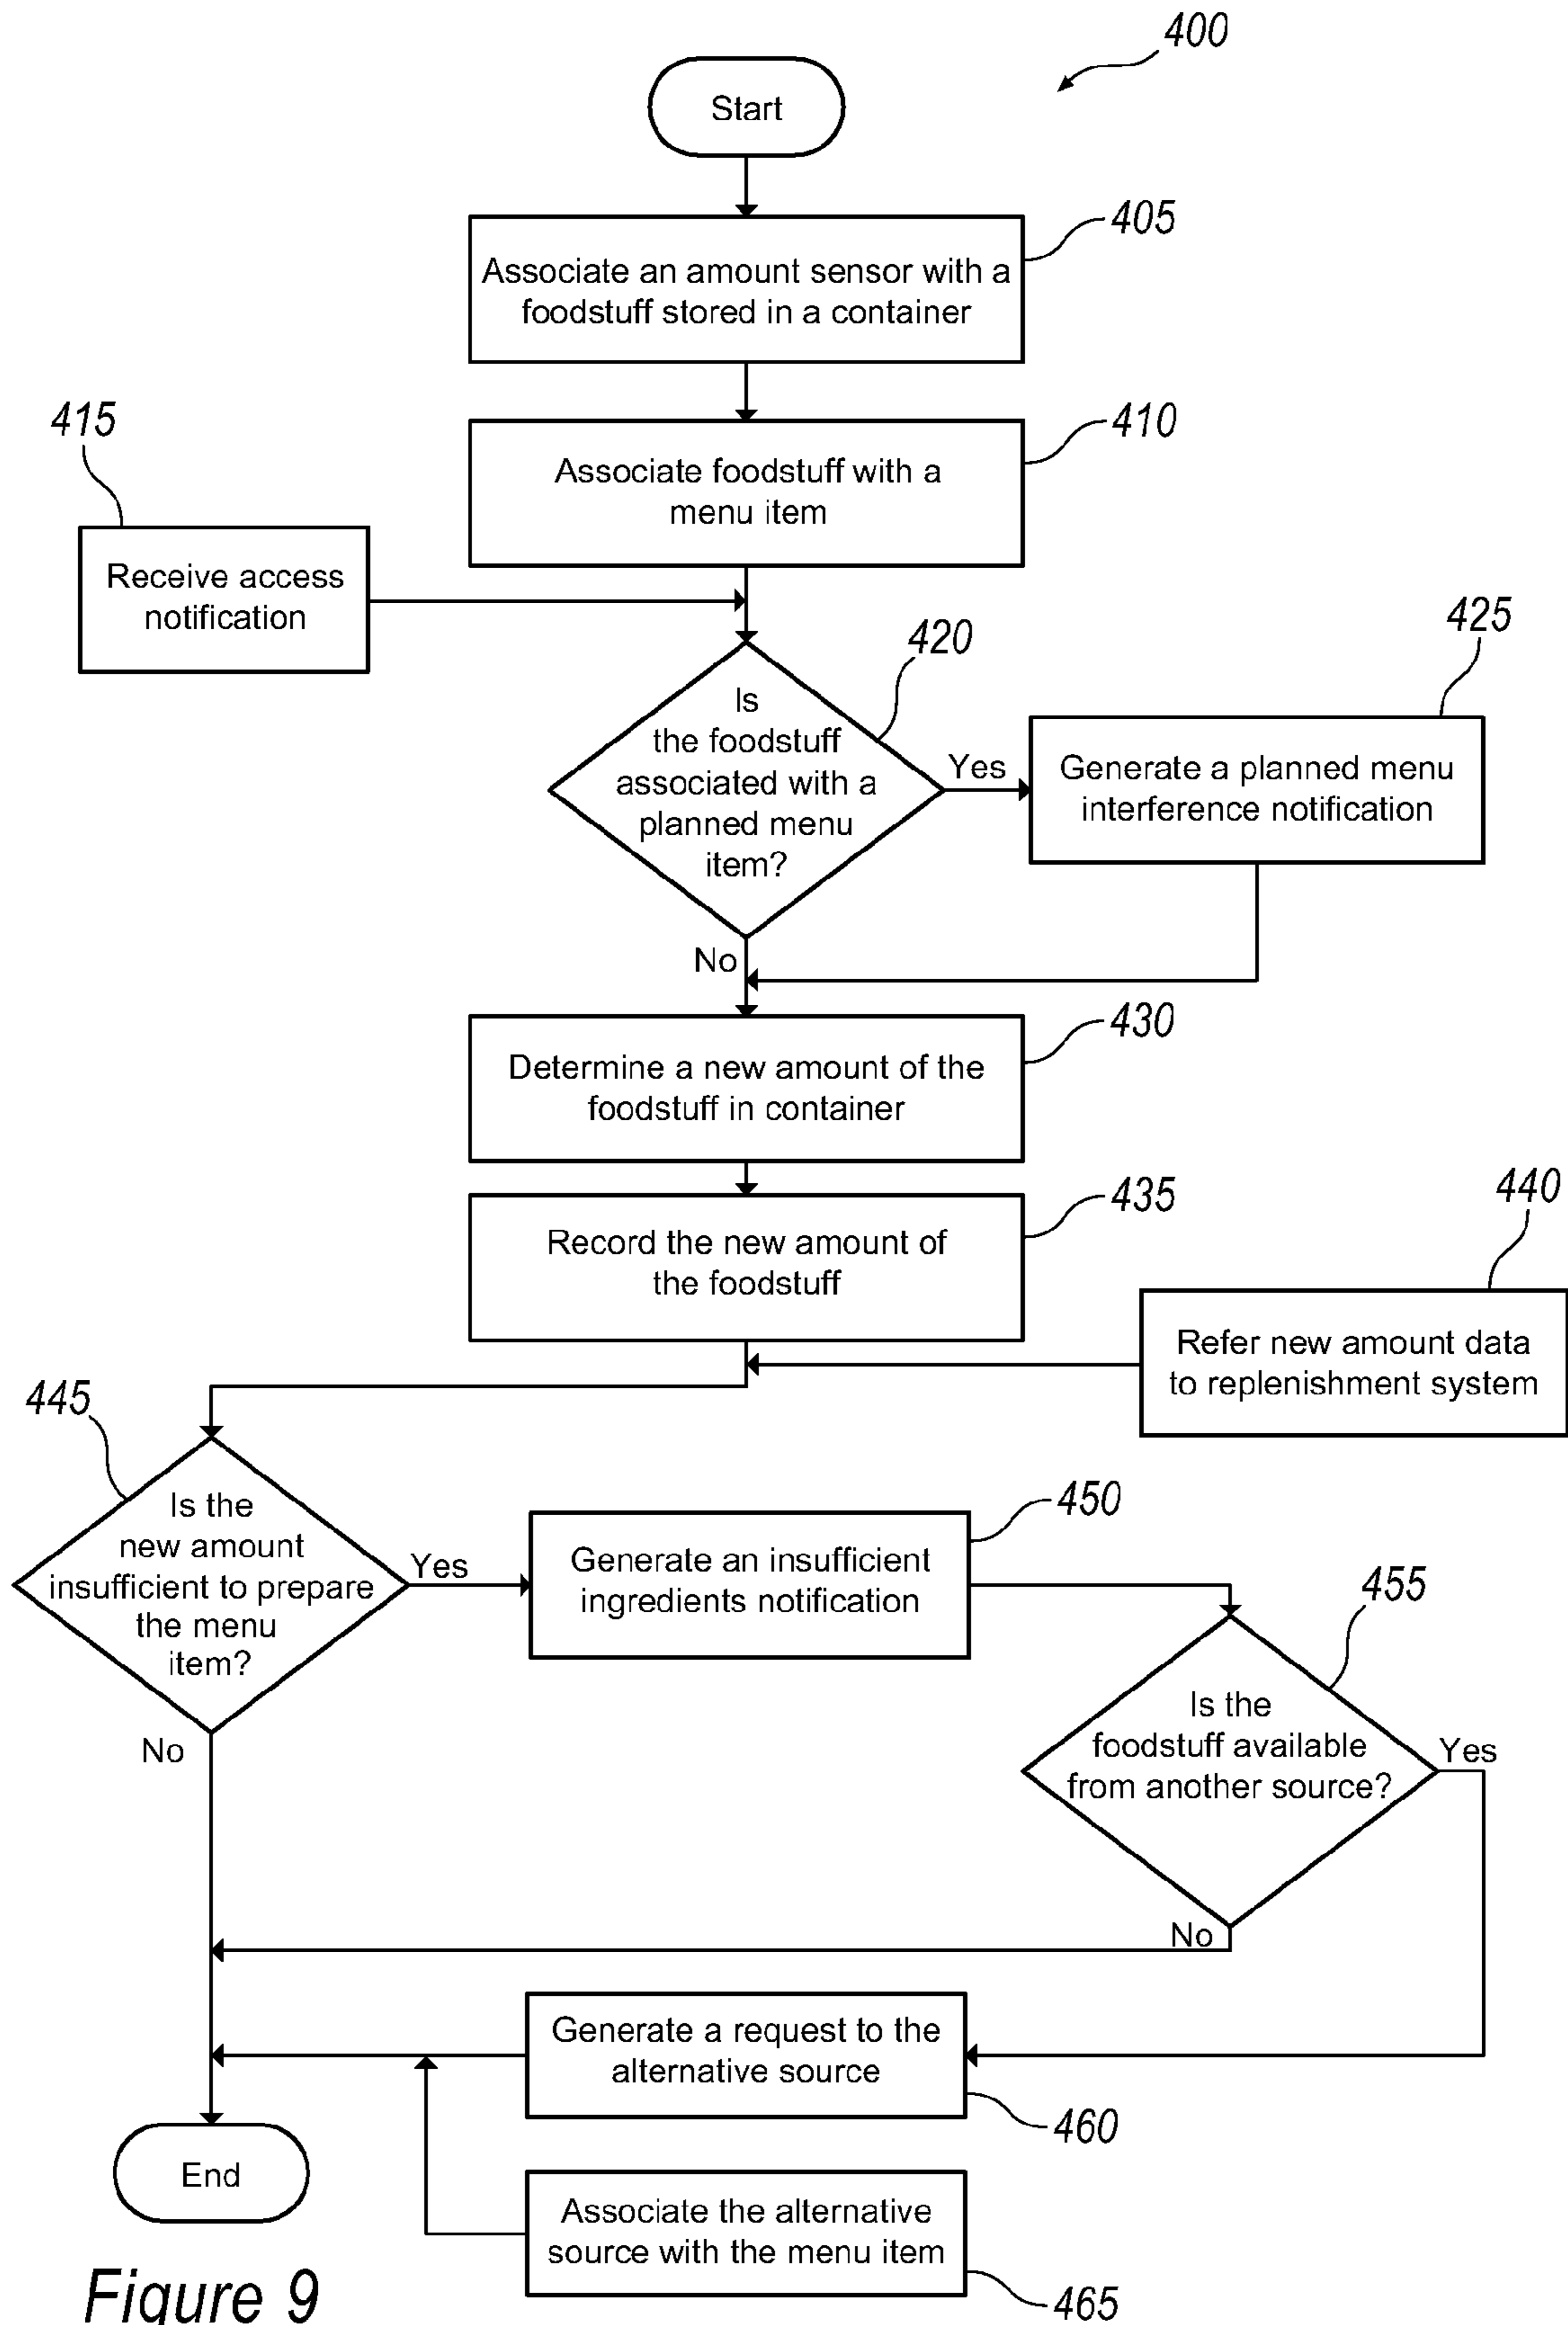 400
Start
405
Associate an amount sensor with a
foodstuff stored in a container
415
410
Associate foodstuff with a
menu item
Receive access
notification
420
425
Is
the foodstuff
associated with a
planned menu
item?
Yes
Generate a planned menu
interference notification
No
430
Determine a new amount of the
foodstuff in container
435
440
Record the new amount of
the foodstuff
Refer new amount data
to replenishment system
445
Is the
new amount
insufficient to prepare
the menu
item?
Yes
450
Generate an insufficient
ingredients notification
455
Is the
foodstuff available
from another source?
Yes
No
No
Generate a request to the
alternative source
460
End
Associate the alternative
source with the menu item
465
Figure 9